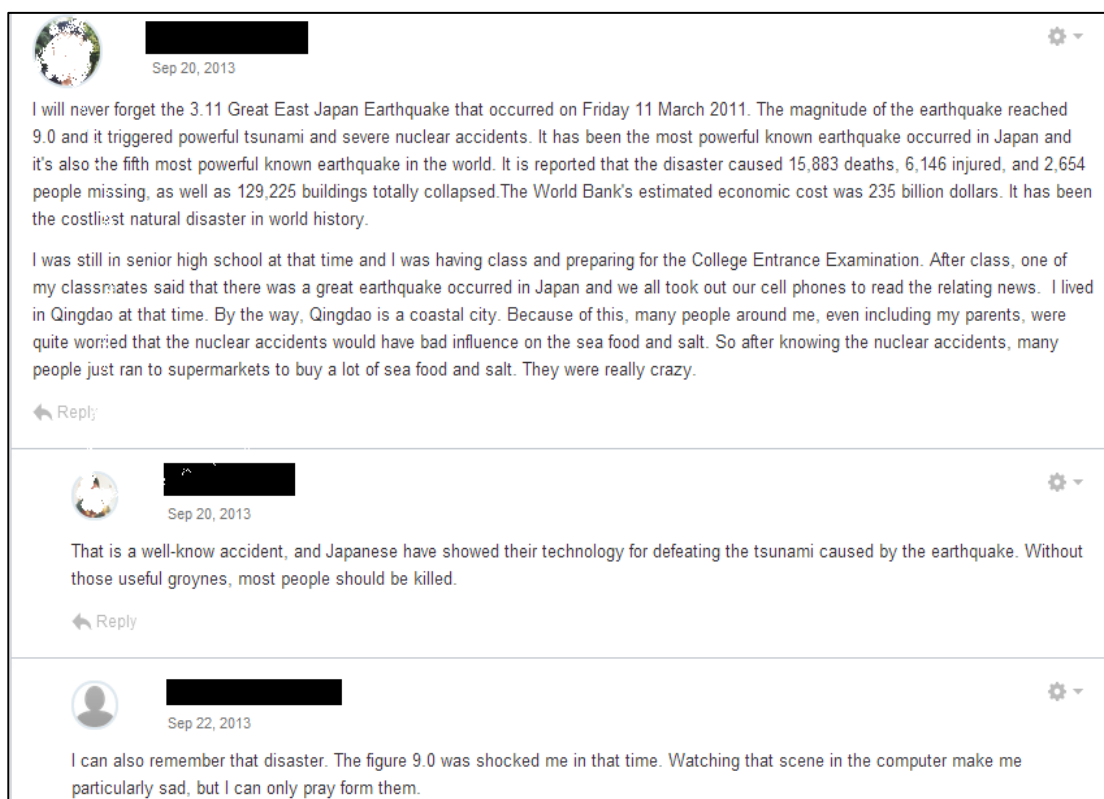 Sep 20, 2013
I will never forget the 3.11 Great East Japan Earthquake that occurred on Friday 11 March 2011. The magnitude of the earthquake reached
9.0 and it triggered powerful tsunami and severe nuclear accidents. It has been the most powerful known earthquake occurred in Japan and
it's also the fifth most powerful known earthquake in the world. It is reported that the disaster caused 15,883 deaths, 6,146 injured, and 2,654
people missing, as well as 129,225 buildings totally collapsed.The World Bank's estimated economic cost was 235 billion dollars. It has been
the costliest natural disaster in world history.
I was still in senior high school at that time and I was having class and preparing for the College Entrance Examination. After class, one of
my classmates said that there was a great earthquake occurred in Japan and we all took out our cell phones to read the relating news.  I lived
in Qingdao at that time. By the way, Qingdao is a coastal city. Because of this, many people around me, even including my parents, were
quite worried that the nuclear accidents would have bad influence on the sea food and salt. So after knowing the nuclear accidents, many
people just ran to supermarkets to buy a lot of sea food and salt. They were really crazy.
Reply
Sep 20, 2013
That is a well-know accident, and Japanese have showed their technology for defeating the tsunami caused by the earthquake. Without
those useful groynes, most people should be killed.
Reply
Sep 22, 2013
I can also remember that disaster. The figure 9.0 was shocked me in that time. Watching that scene in the computer make me
particularly sad, but I can only pray form them.